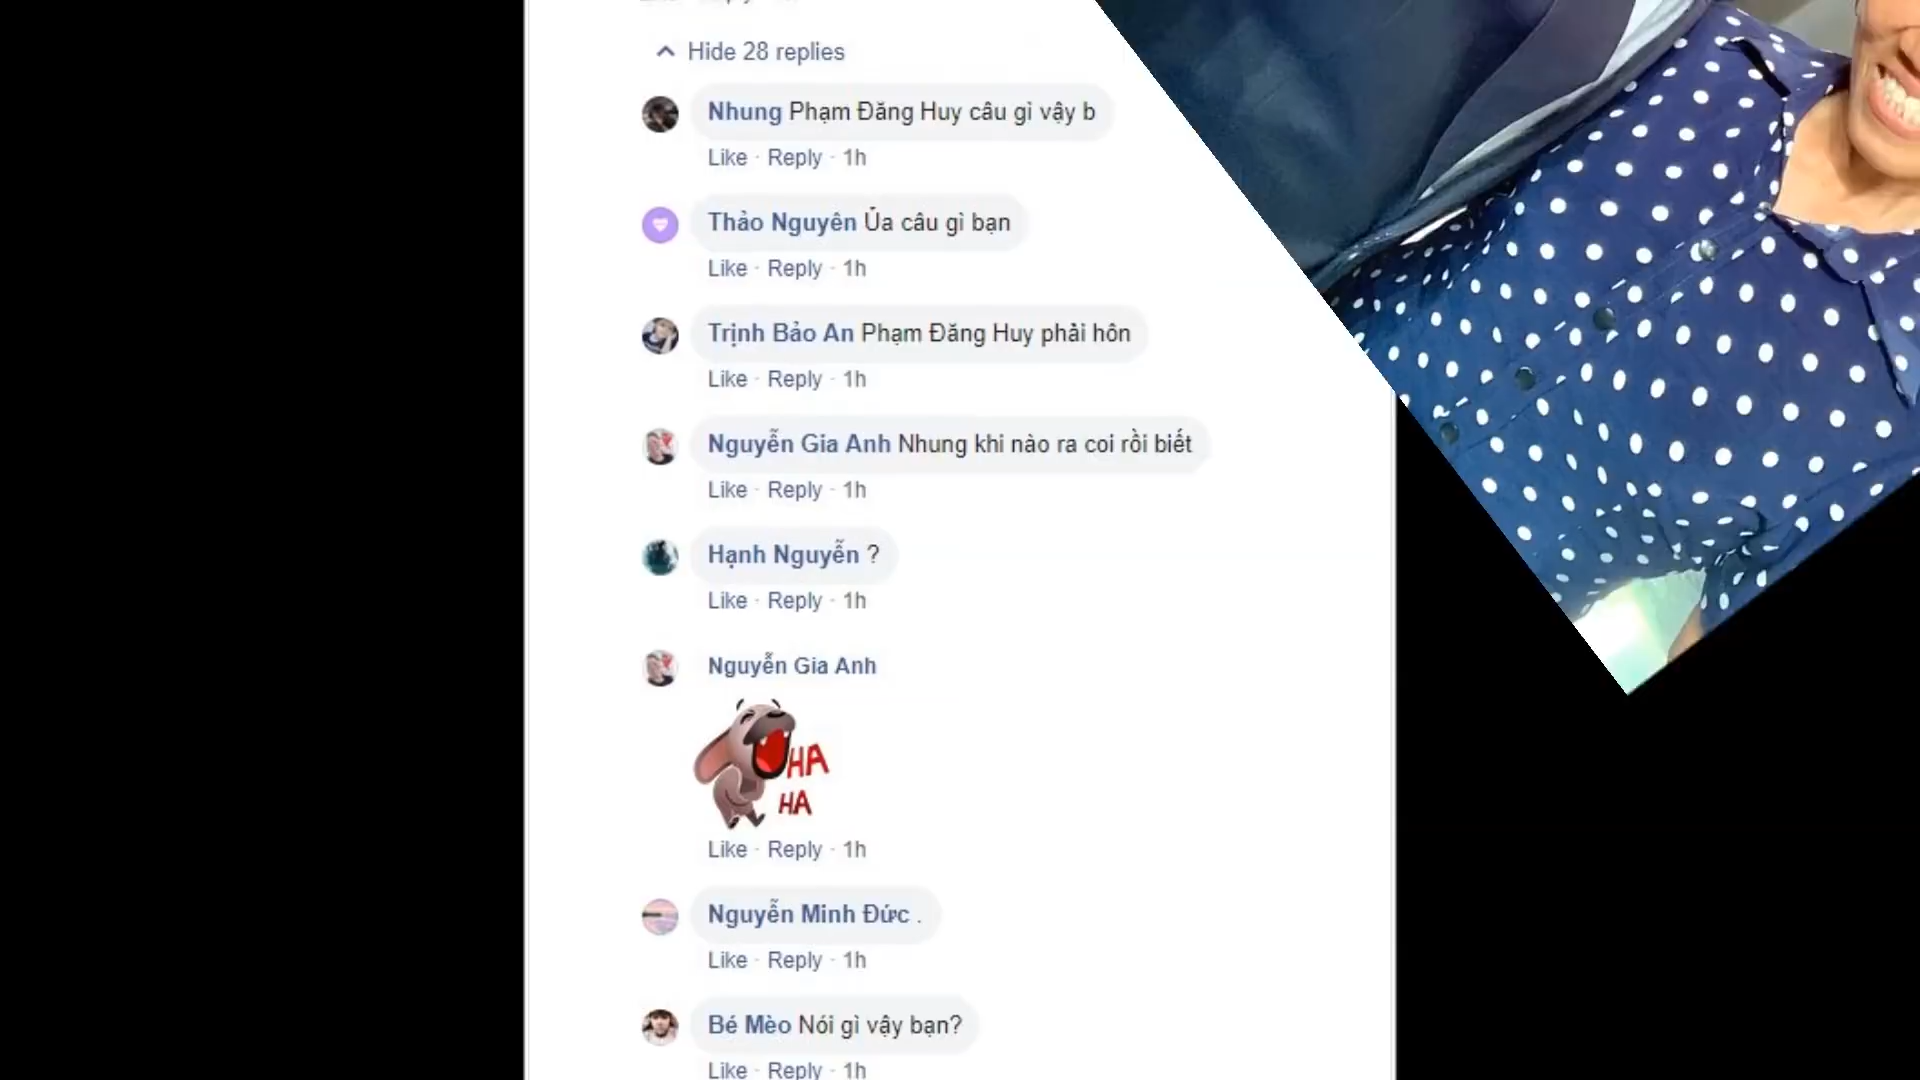 Hide 28 replies
Nhung Phạm Đăng Huy câu gì vậy b
Like · Reply · 1h
Thảo Nguyên Ủa câu gì bạn
Like · Reply · 1h
Trịnh Bảo An Phạm Đăng Huy phải hôn
Like · Reply · 1h
Nguyễn Gia Anh Nhung khi nào ra coi rồi biết
Like · Reply · 1h
Hạnh Nguyễn ?
Like · Reply · 1h
Nguyễn Gia Anh
HA
HA
Like · Reply · 1h
Nguyễn Minh Đức .
Like · Reply · 1h
Bé Mèo Nói gì vậy bạn?
Like · Reply · 1h